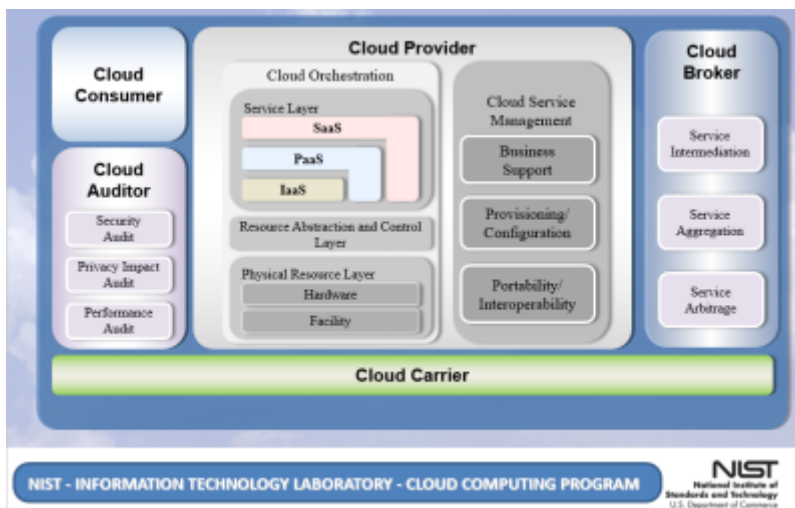 Cloud
Consumer
Cloud
Auditor
Security
Audit
Privacy Impact
Audit
Performance
Audit
Cloud Provider
Cloud Orchestration
Service Layer
SaaS
PaaS
IaaS
Resource Abstraction and Control
Layer
Physical Resource Layer
Hardware
Facility
Cloud Service
Management
Business
Support
Provisioning/
Configuration
Portability/
Interoperability
Cloud
Broker
Service
Intermediation
Service
Aggregation
Service
Arbitrage
Cloud Carrier
NIST - INFORMATION TECHNOLOGY LABORATORY - CLOUD COMPUTING PROGRAM
NIST
National Institute of
Standards and Technology
U.S. Department of Commerce